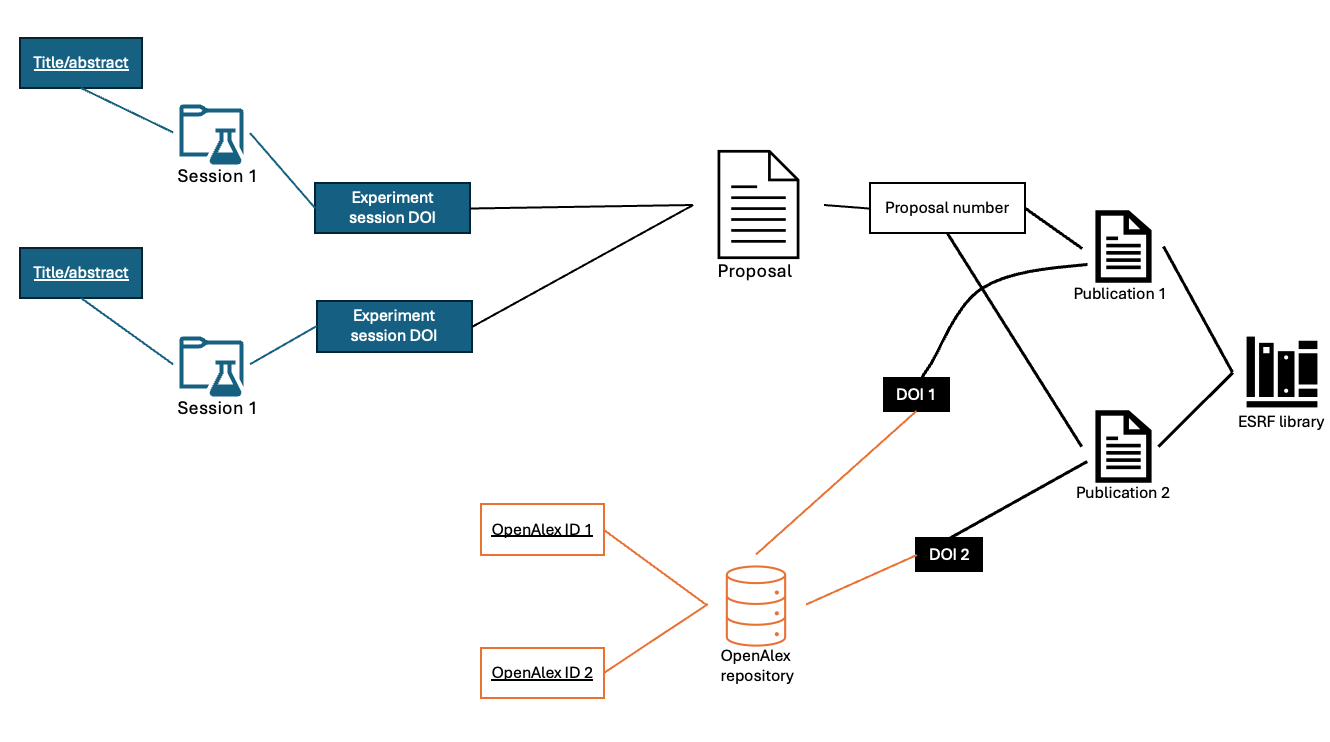 Title/abstract
Session 1
Experiment
session DOI
Title/abstract
Experiment
session DOI
Session 1
Proposal
Proposal number
Publication 1
DOI 1
ESRF library
Publication 2
OpenAlex ID 1
DOI 2
OpenAlex ID 2
OpenAlex
repository